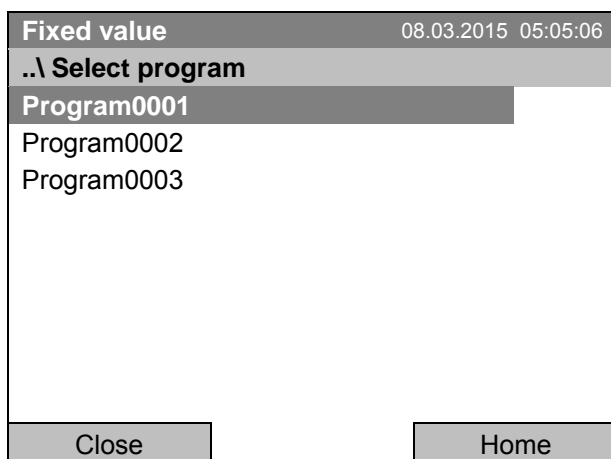 Fixed value 08.03.2015 05:05:06
..\ Select program
Program0001
Program0002
Program0003
Close Home